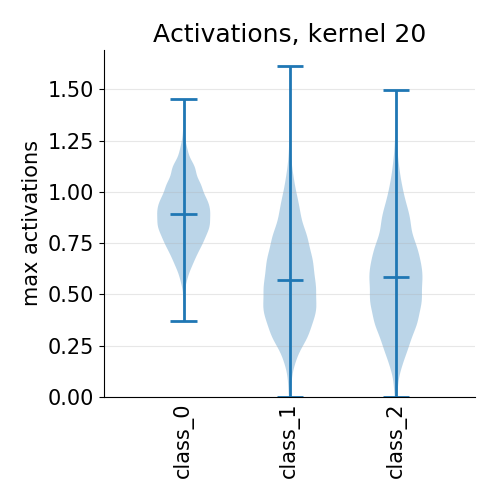 Activations, kernel 20
max activations
1.50
1.25
1.00
0.75
0.50
0.25
0.00
class_0
class_1
class_2